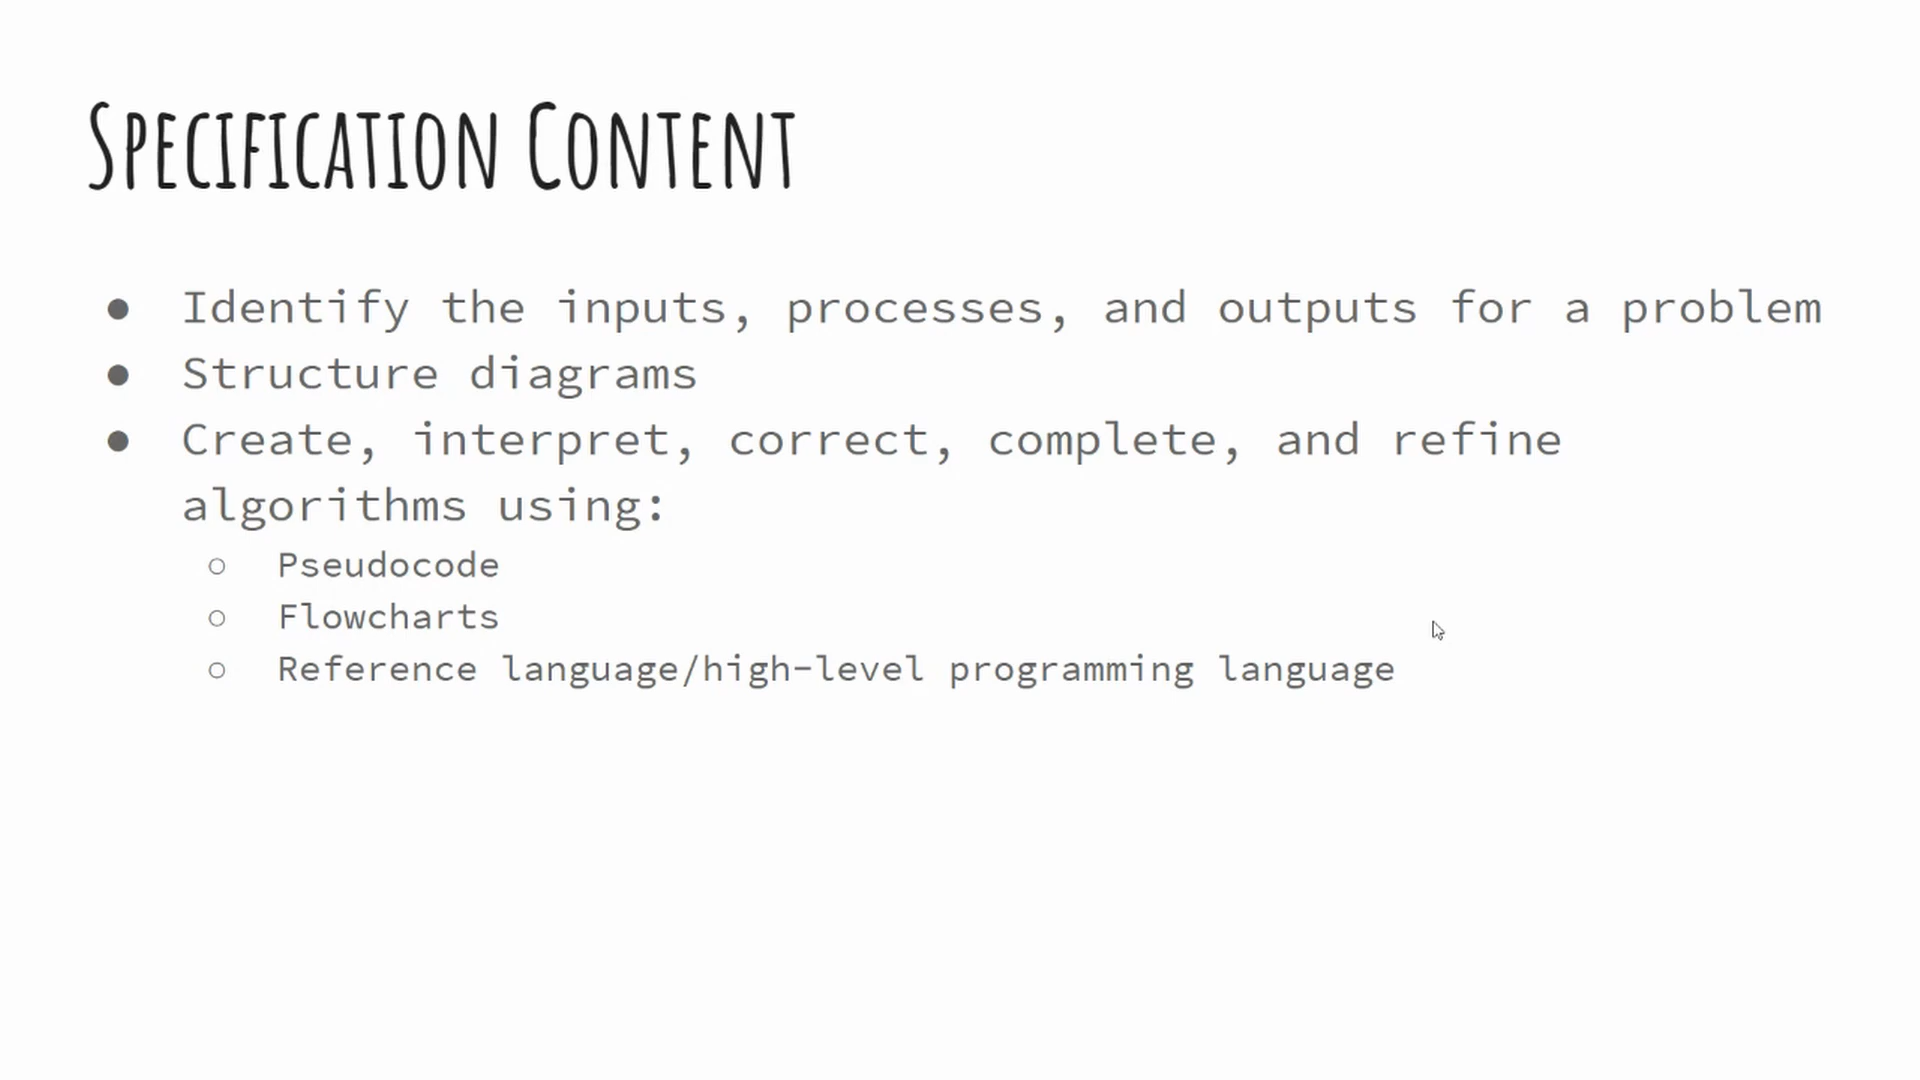 Specification Content
● Identify the inputs, processes, and outputs for a problem
● Structure diagrams
● Create, interpret, correct, complete, and refine
algorithms using:
○ Pseudocode
○ Flowcharts
○ Reference language/high-level programming language